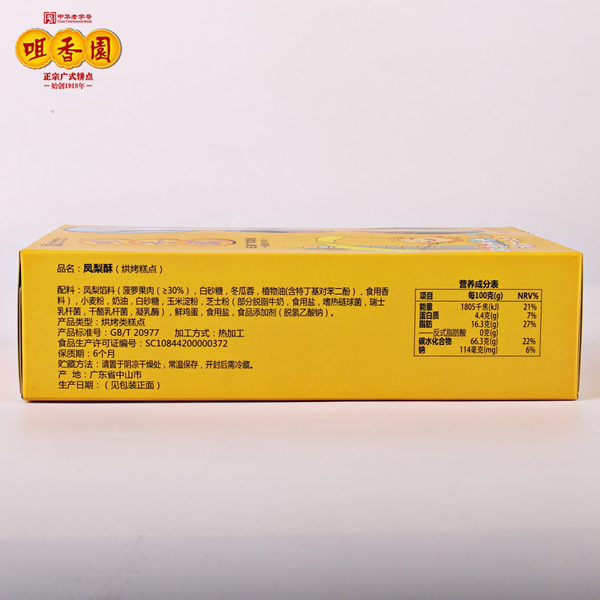 中华老字号
China Time-honored Brand
咀香園
正宗广式饼点
始创1918年
品名：凤梨酥（烘烤糕点）
配料：凤梨馅料（菠萝果肉（≥30%），白砂糖，冬瓜蓉，植物油(含特丁基对苯二酚），食用香
料），小麦粉，奶油，白砂糖，玉米淀粉，芝士粉（部分脱脂牛奶，食用盐，嗜热链球菌，瑞士
乳杆菌，干酪乳杆菌，凝乳酶），鲜鸡蛋，食用盐，食品添加剂（脱氢乙酸钠）。
产品类型：烘烤类糕点
产品标准号：GB/T 20977 加工方式：热加工
食品生产许可证编号：SC10844200000372
保质期：6个月
贮藏方法：请置于阴凉干燥处，常温保存，开封后需冷藏。
产 地：广东省中山市
生产日期：（见包装正面）
营养成分表
项目 每100克(g) NRV%
能量 1805千焦(kJ) 21%
蛋白质 4.4克(g) 7%
脂肪 16.3克(g) 27%
——反式脂肪酸 0克(g)
碳水化合物 66.3克(g) 22%
钠 114毫克(mg) 6%